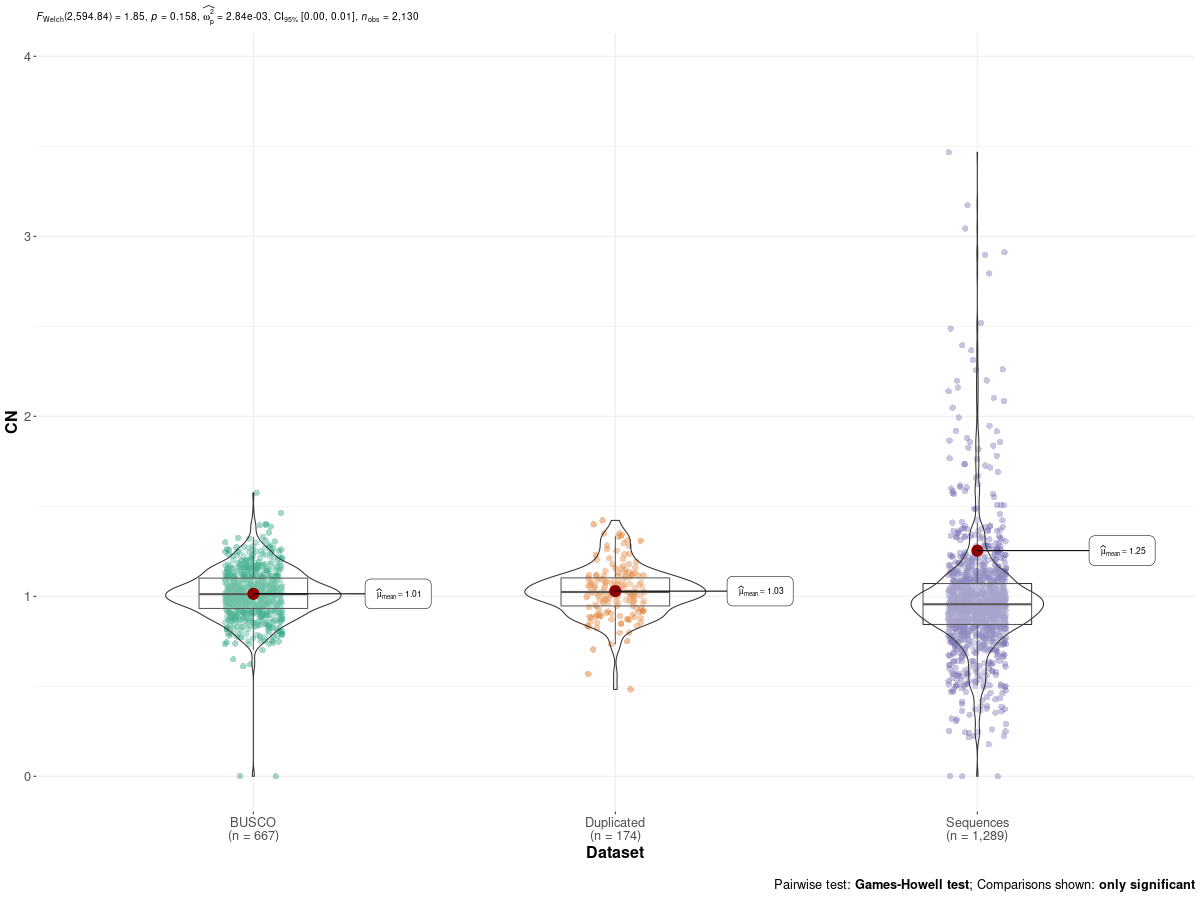 F_Welch(2,594.84) = 1.85, p = 0.158, ω̂²_p = 2.84e-03, CI_95% [0.00, 0.01], n_obs = 2,130
4
3
2
1
0
CN
μ̂_mean = 1.01
μ̂_mean = 1.03
μ̂_mean = 1.25
BUSCO
(n = 667)
Duplicated
(n = 174)
Sequences
(n = 1,289)
Dataset
Pairwise test: Games-Howell test; Comparisons shown: only significant